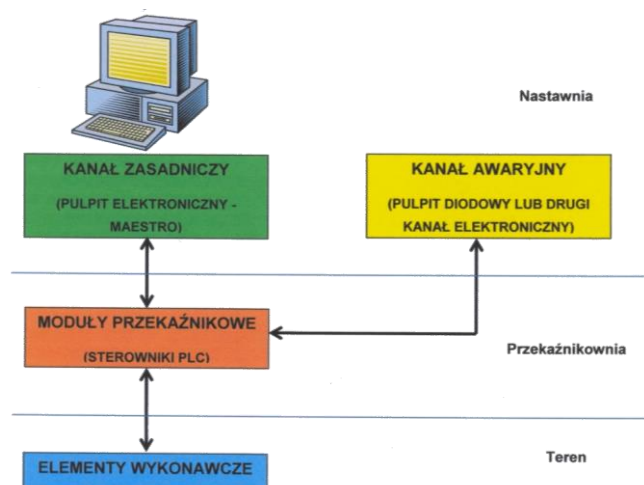 Nastawnia
KANAŁ ZASADNICZY
(PULPIT ELEKTRONICZNY -
MAESTRO)
KANAŁ AWARYJNY
(PULPIT DIODOWY LUB DRUGI
KANAŁ ELEKTRONICZNY)
MODUŁY PRZEKAŹNIKOWE
(STEROWNIKI PLC)
Przekaźnikownia
ELEMENTY WYKONAWCZE
Teren